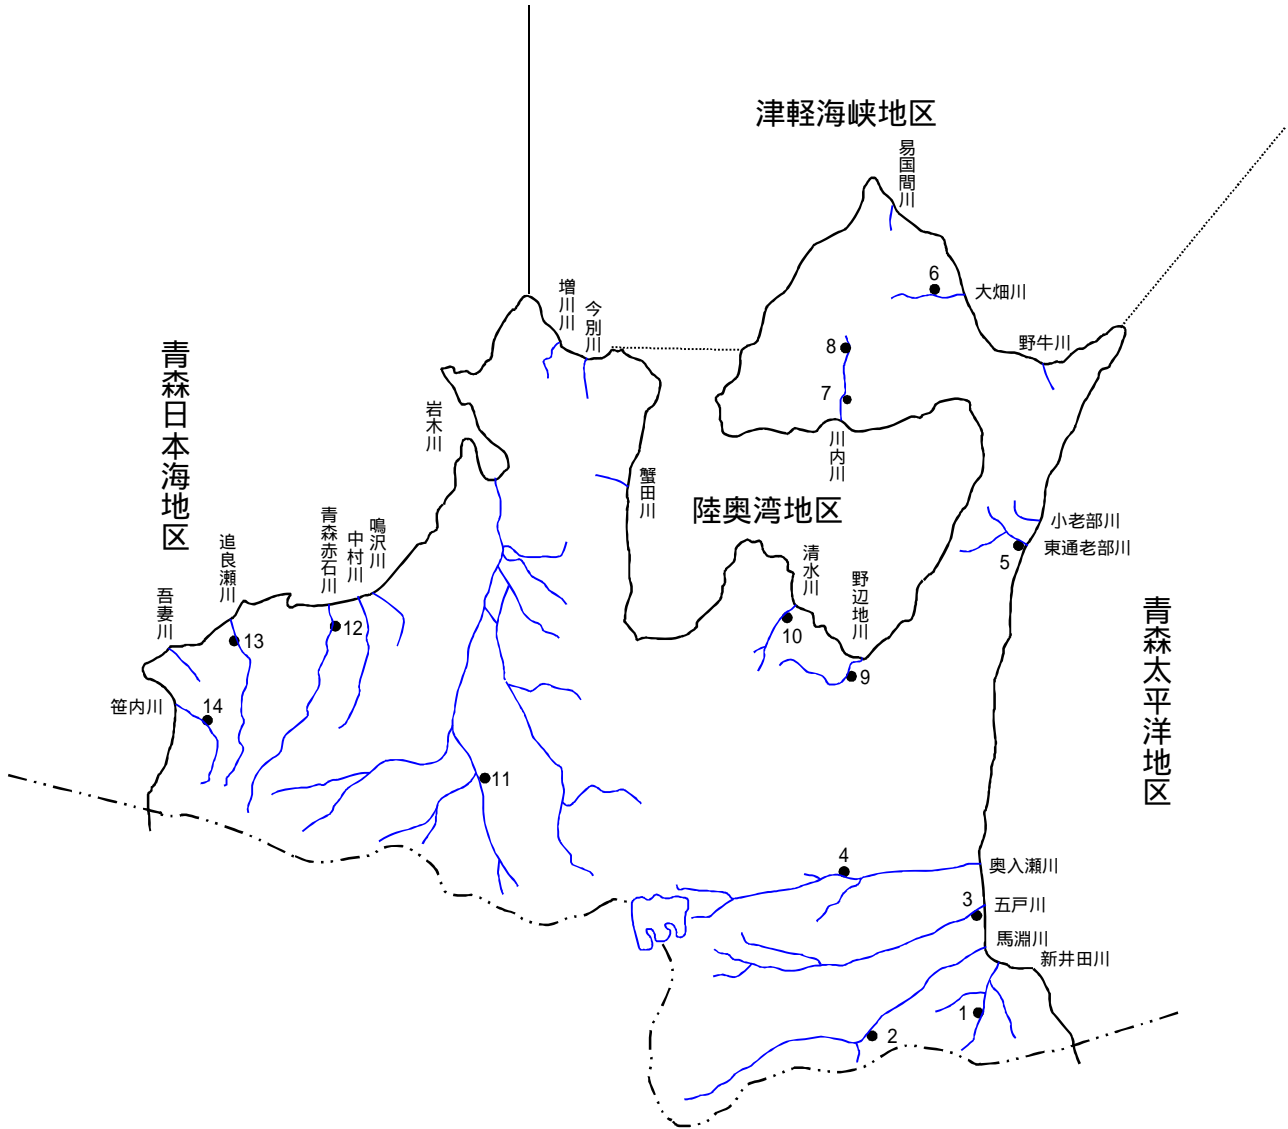 津軽海峡地区
易国間川
6
大畑川
増川川
今別川
野牛川
8
7
川内川
青森日本海地区
岩木川
蟹田川
陸奥湾地区
小老部川
東通老部川
5
青森赤石川
中村川
鳴沢川
追良瀬川
吾妻川
清水川
野辺地川
10
9
12
13
14
笹内川
青森太平洋地区
11
4
奥入瀬川
3
五戸川
馬淵川
新井田川
1
2